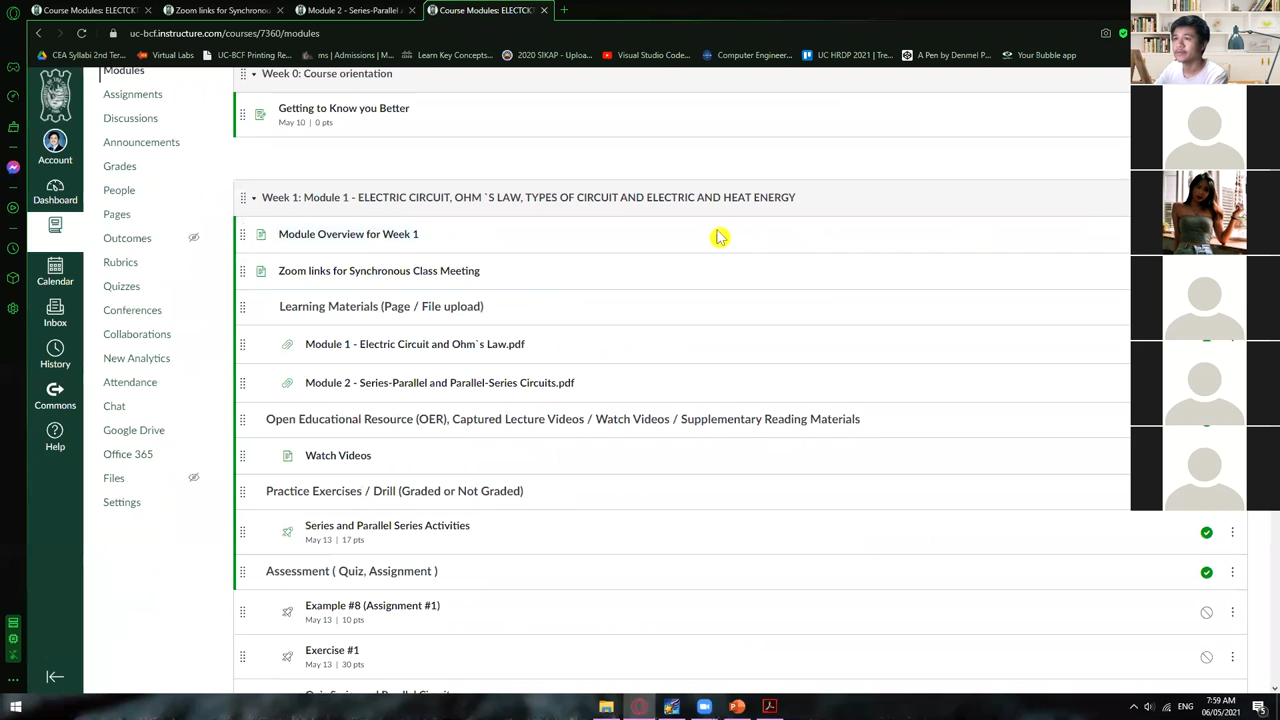 Course Modules: ELECTCKT
Zoom links for Synchronou
Module 2 - Series-Parallel
Course Modules: ELECTCKT
uc-bcf.instructure.com/courses/7360/modules
CEA Syllabi 2nd Ter...
Virtual Labs
UC-BCF Printing Re...
ms | Admissions | M...
Learn Key Concepts...
2020 SIKAP - Uploa...
Visual Studio Code...
Computer Engineer...
UC HRDP 2021 | Tre...
A Pen by Denmel P...
Your Bubble app
Account
Dashboard
Calendar
Inbox
History
Commons
Help
Modules
Assignments
Discussions
Announcements
Grades
People
Pages
Outcomes
Rubrics
Quizzes
Conferences
Collaborations
New Analytics
Attendance
Chat
Google Drive
Office 365
Files
Settings
Week 0: Course orientation
Getting to Know you Better
May 10 | 0 pts
Week 1: Module 1 - ELECTRIC CIRCUIT, OHM `S LAW, TYPES OF CIRCUIT AND ELECTRIC AND HEAT ENERGY
Module Overview for Week 1
Zoom links for Synchronous Class Meeting
Learning Materials (Page / File upload)
Module 1 - Electric Circuit and Ohm`s Law.pdf
Module 2 - Series-Parallel and Parallel-Series Circuits.pdf
Open Educational Resource (OER), Captured Lecture Videos / Watch Videos / Supplementary Reading Materials
Watch Videos
Practice Exercises / Drill (Graded or Not Graded)
Series and Parallel Series Activities
May 13 | 17 pts
Assessment ( Quiz, Assignment )
Example #8 (Assignment #1)
May 13 | 10 pts
Exercise #1
May 13 | 30 pts
ENG
7:59 AM
06/05/2021